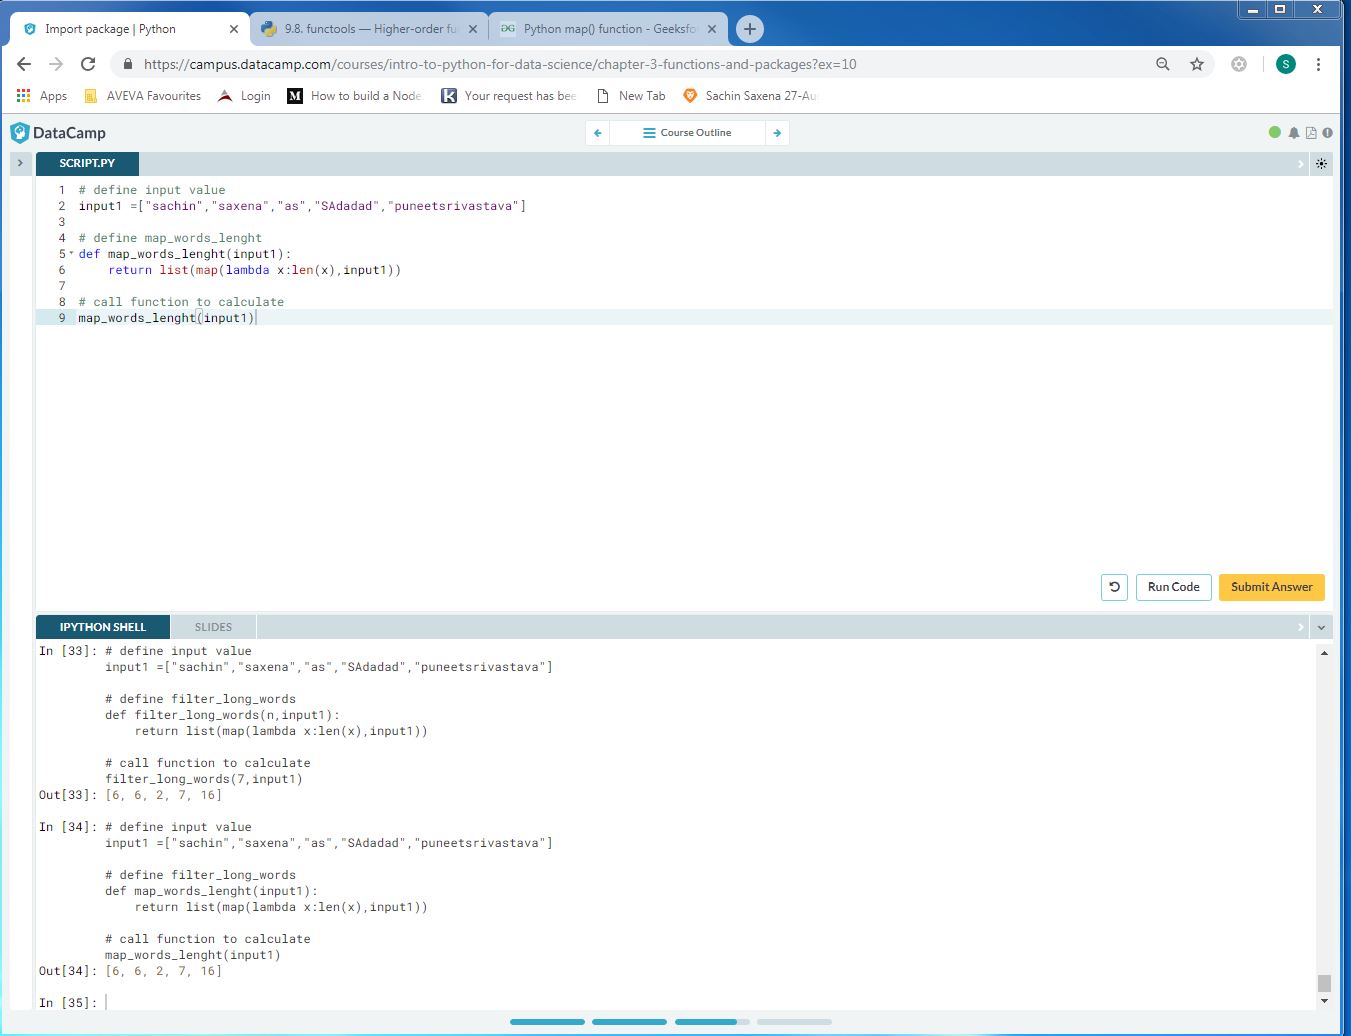 Import package | Python
9.8. functools — Higher-order fu
Python map() function - Geeksfo
https://campus.datacamp.com/courses/intro-to-python-for-data-science/chapter-3-functions-and-packages?ex=10
S
Apps
AVEVA Favourites
Login
M
How to build a Node
K
Your request has bee
New Tab
Sachin Saxena 27-Au
DataCamp
Course Outline
SCRIPT.PY
1 # define input value
2 input1 =["sachin","saxena","as","SAdadad","puneetsrivastava"]
3
4 # define map_words_lenght
5 def map_words_lenght(input1):
6 return list(map(lambda x:len(x),input1))
7
8 # call function to calculate
9 map_words_lenght(input1)
Run Code
Submit Answer
IPYTHON SHELL
SLIDES
In [33]: # define input value
input1 =["sachin","saxena","as","SAdadad","puneetsrivastava"]
# define filter_long_words
def filter_long_words(n,input1):
return list(map(lambda x:len(x),input1))
# call function to calculate
filter_long_words(7,input1)
Out[33]: [6, 6, 2, 7, 16]
In [34]: # define input value
input1 =["sachin","saxena","as","SAdadad","puneetsrivastava"]
# define filter_long_words
def map_words_lenght(input1):
return list(map(lambda x:len(x),input1))
# call function to calculate
map_words_lenght(input1)
Out[34]: [6, 6, 2, 7, 16]
In [35]: